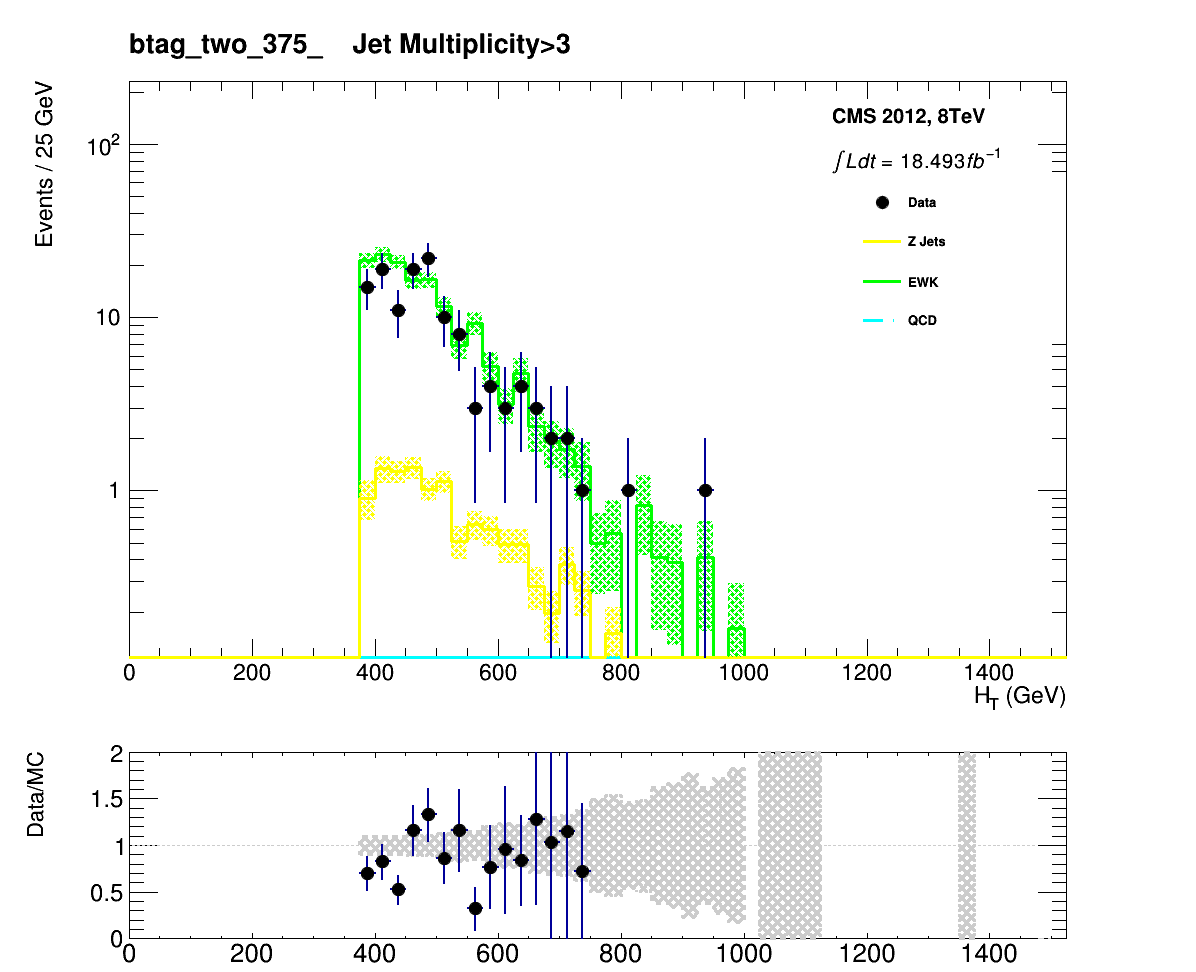 btag_two_375_ Jet Multiplicity>3
Events / 25 GeV
10²
10
1
CMS 2012, 8TeV
∫Ldt = 18.493fb⁻¹
Data
Z Jets
EWK
QCD
0 200 400 600 800 1000 1200 1400
H_T (GeV)
Data/MC
2
1.5
1
0.5
0
0 200 400 600 800 1000 1200 1400